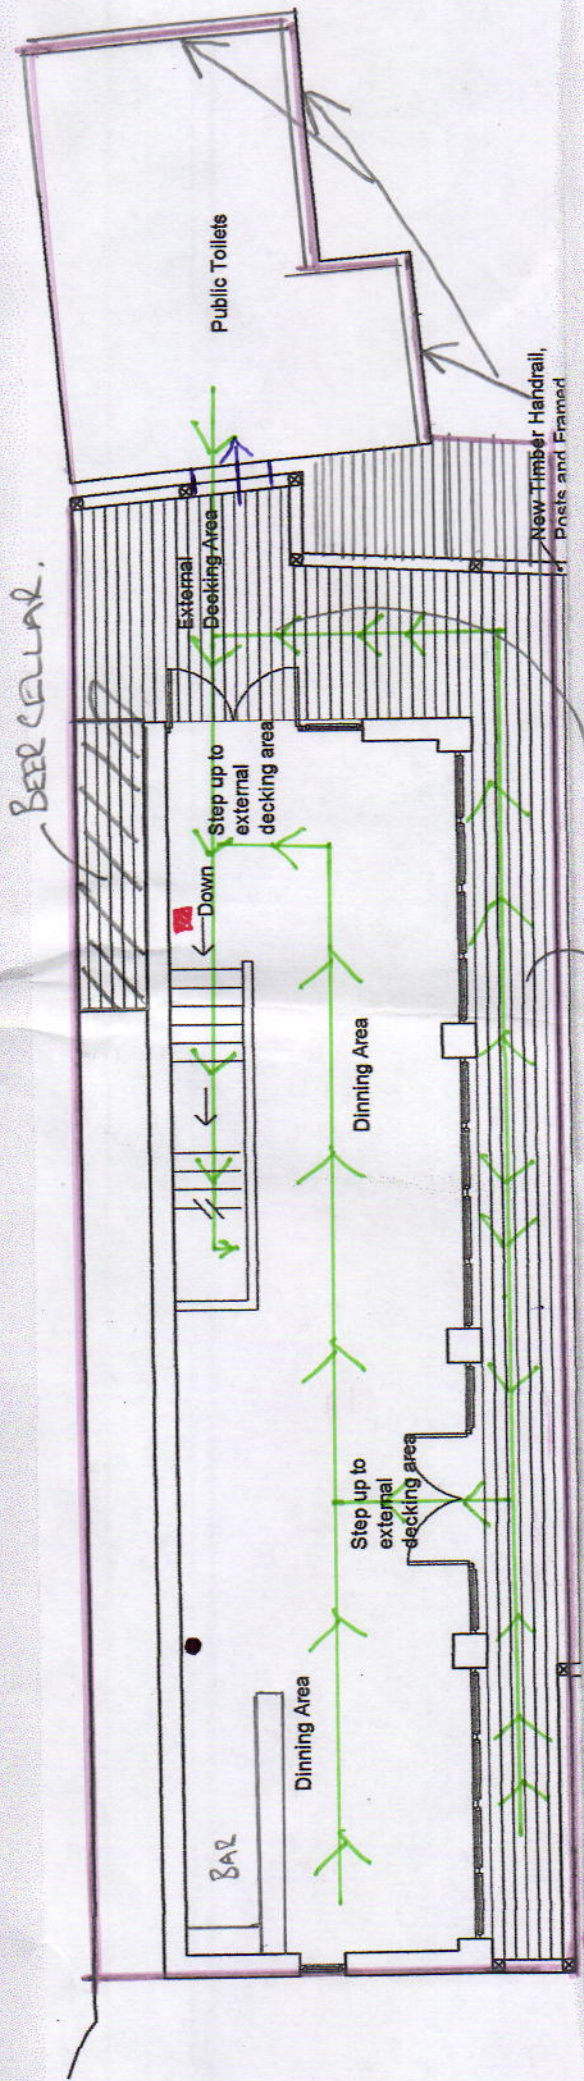 BEER CELLAR.
Public Toilets
External
Decking Area
New Timber Handrail,
Posts and Framed
Step up to
external
decking area
Down
Dinning Area
Step up to
external
decking area
Dinning Area
BAR